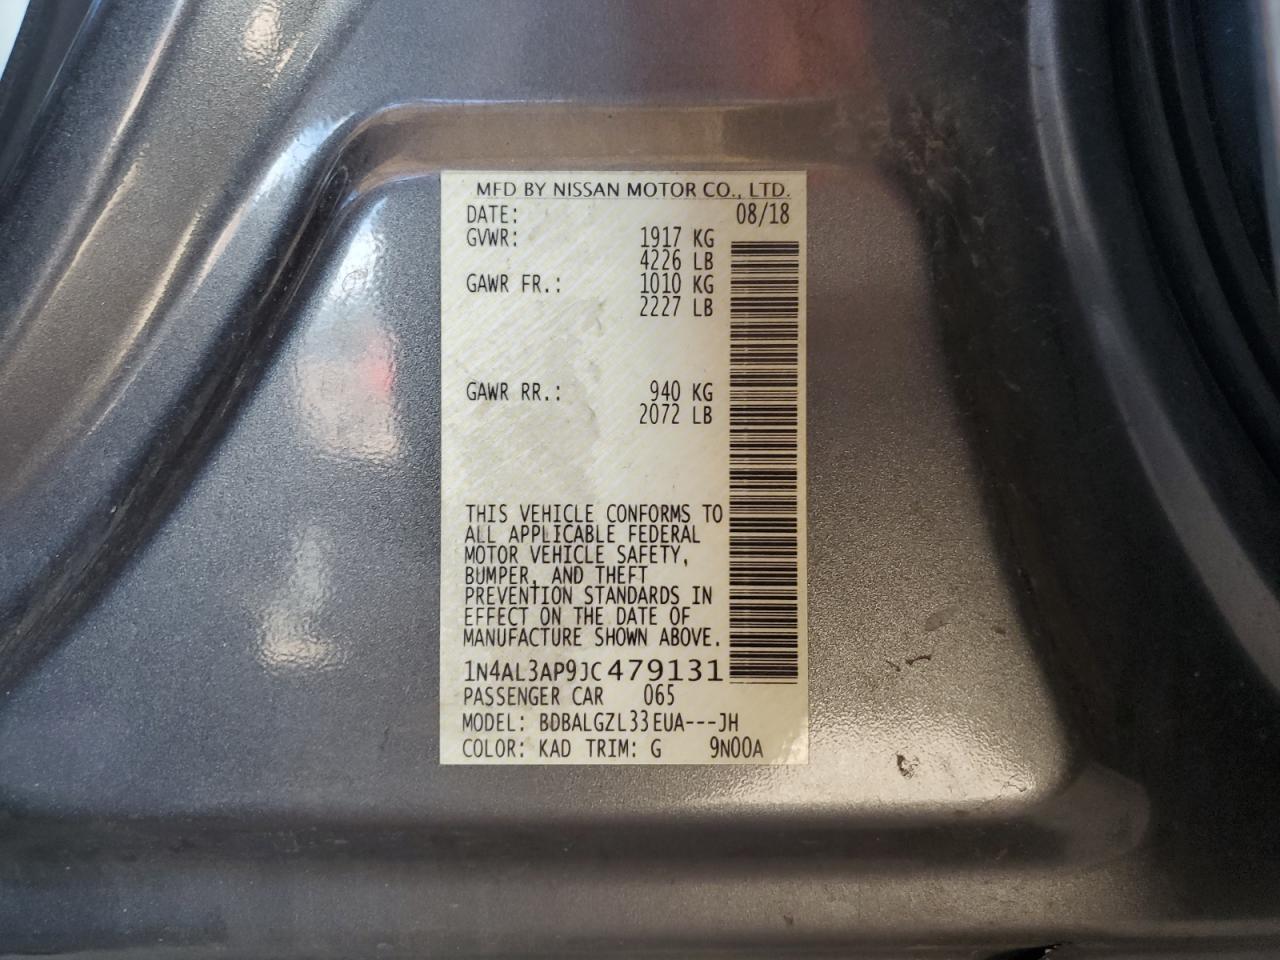 MFD BY NISSAN MOTOR CO., LTD.
DATE: 08/18
GVWR: 1917 KG
4226 LB
GAWR FR.: 1010 KG
2227 LB
GAWR RR.: 940 KG
2072 LB
THIS VEHICLE CONFORMS TO
ALL APPLICABLE FEDERAL
MOTOR VEHICLE SAFETY,
BUMPER, AND THEFT
PREVENTION STANDARDS IN
EFFECT ON THE DATE OF
MANUFACTURE SHOWN ABOVE.
1N4AL3AP9JC479131
PASSENGER CAR 065
MODEL: BDBALGZL33EUA---JH
COLOR: KAD TRIM: G 9N00A